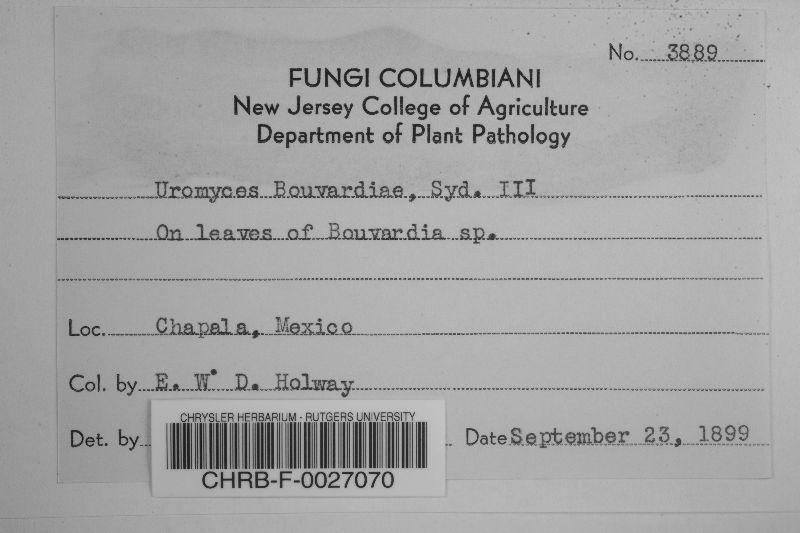 No. 3889
FUNGI COLUMBIANI
New Jersey College of Agriculture
Department of Plant Pathology
Uromyces Bouvardiae, Syd. III
On leaves of Bouvardia sp.
Loc. Chapala, Mexico
Col. by E. W. D. Holway
Det. by
Date September 23, 1899
CHRYSLER HERBARIUM - RUTGERS UNIVERSITY
CHRB-F-0027070